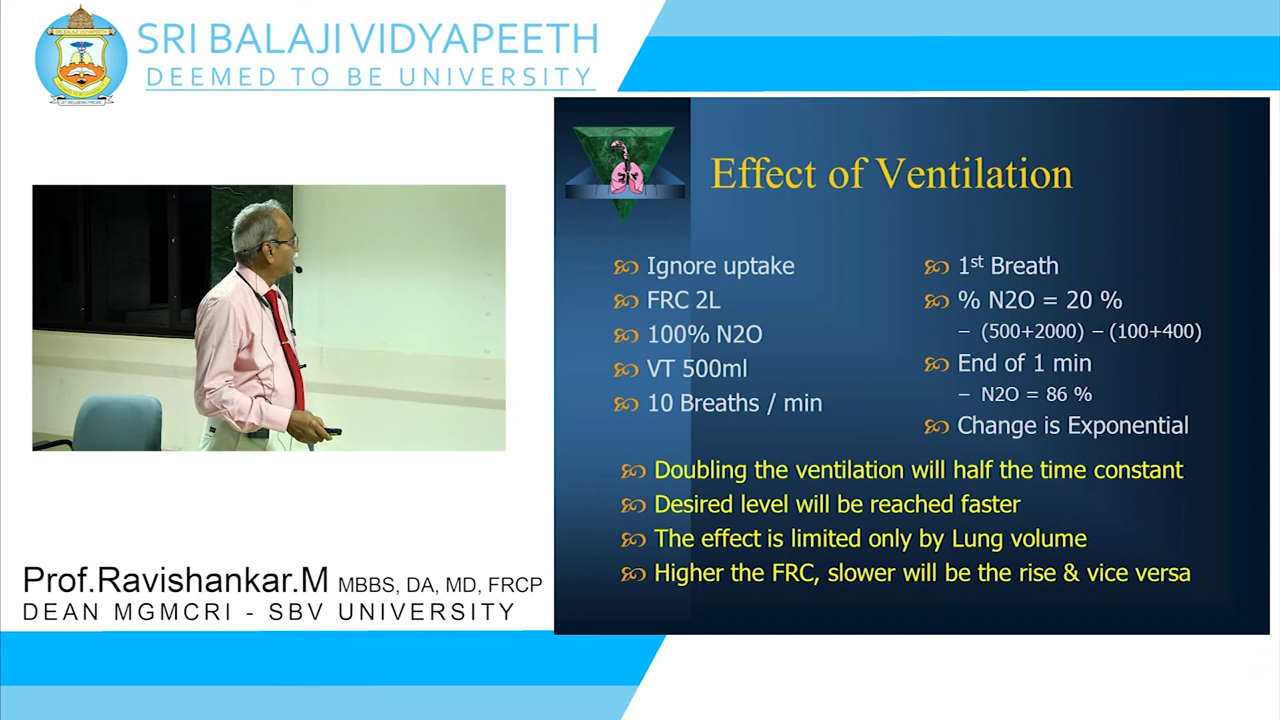 SRI BALAJI VIDYAPEETH
DEEMED TO BE UNIVERSITY
Effect of Ventilation
Ignore uptake
FRC 2L
100% N2O
VT 500ml
10 Breaths / min
1st Breath
% N2O = 20 %
– (500+2000) – (100+400)
End of 1 min
– N2O = 86 %
Change is Exponential
Doubling the ventilation will half the time constant
Desired level will be reached faster
The effect is limited only by Lung volume
Higher the FRC, slower will be the rise & vice versa
Prof.Ravishankar.M MBBS, DA, MD, FRCP
DEAN MGMCRI - SBV UNIVERSITY